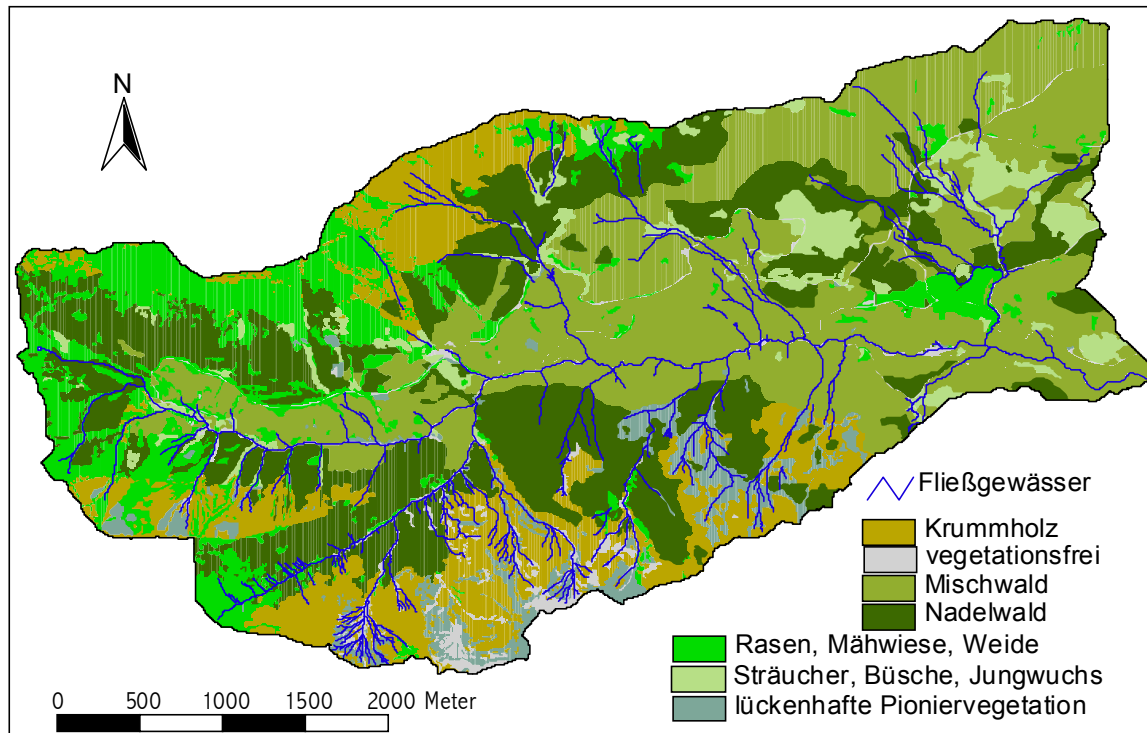 N
Fließgewässer
Krummholz
vegetationsfrei
Mischwald
Nadelwald
Rasen, Mähwiese, Weide
Sträucher, Büsche, Jungwuchs
lückenhafte Pioniervegetation
0 500 1000 1500 2000 Meter